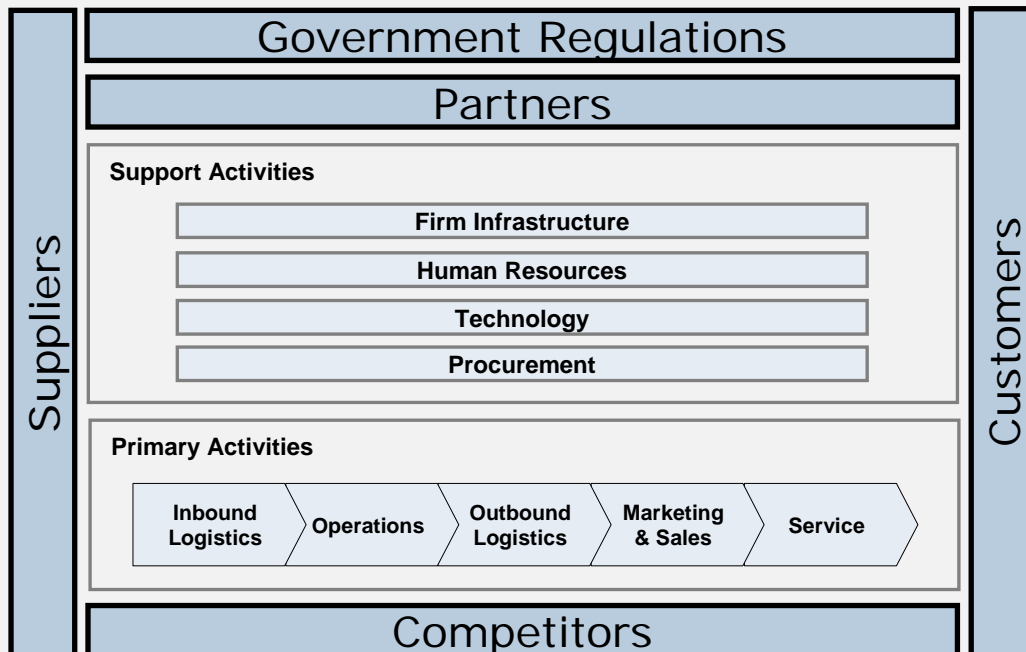 Government Regulations
Partners
Suppliers
Support Activities
Firm Infrastructure
Human Resources
Technology
Procurement
Primary Activities
Inbound
Logistics
Operations
Outbound
Logistics
Marketing
& Sales
Service
Customers
Competitors